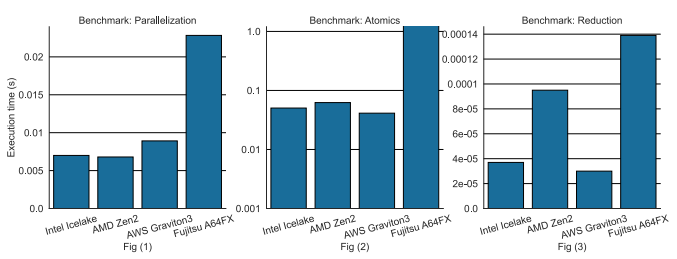 Benchmark: Parallelization
Execution time (s)
0.02
0.015
0.01
0.005
0.0
Intel Icelake
AMD Zen2
AWS Graviton3
Fujitsu A64FX
Fig (1)
Benchmark: Atomics
1.0
0.1
0.01
0.001
Intel Icelake
AMD Zen2
AWS Graviton3
Fujitsu A64FX
Fig (2)
Benchmark: Reduction
0.00014
0.00012
0.0001
8e-05
6e-05
4e-05
2e-05
0.0
Intel Icelake
AMD Zen2
AWS Graviton3
Fujitsu A64FX
Fig (3)